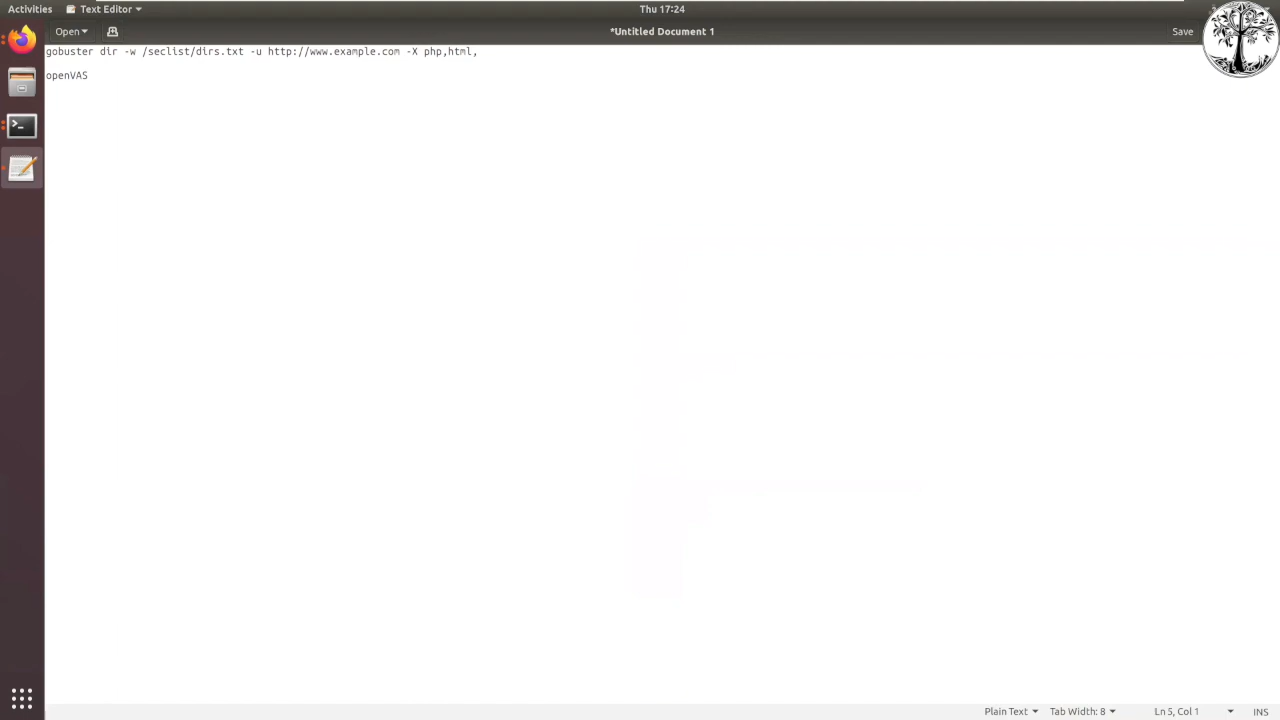 Activities Text Editor Thu 17:24
Open *Untitled Document 1 Save
gobuster dir -w /seclist/dirs.txt -u http://www.example.com -X php,html,
openVAS
Plain Text Tab Width: 8 Ln 5, Col 1 INS